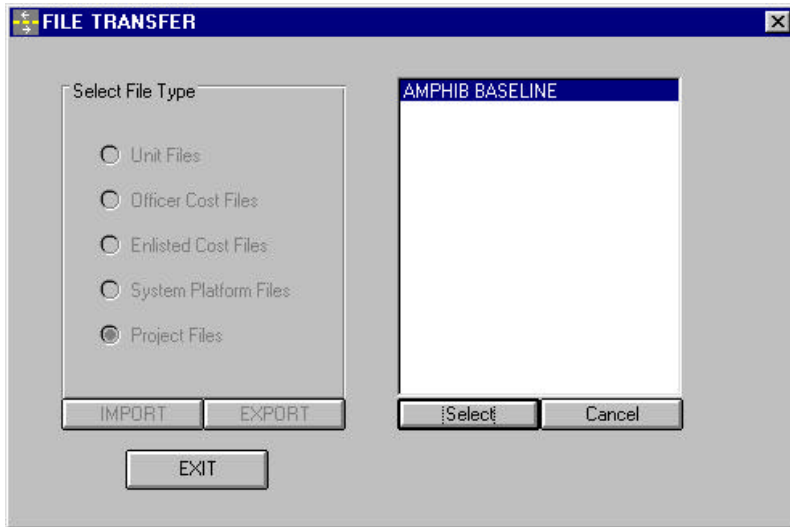 FILE TRANSFER
Select File Type
Unit Files
Officer Cost Files
Enlisted Cost Files
System Platform Files
Project Files
IMPORT
EXPORT
EXIT
AMPHIB BASELINE
Select
Cancel